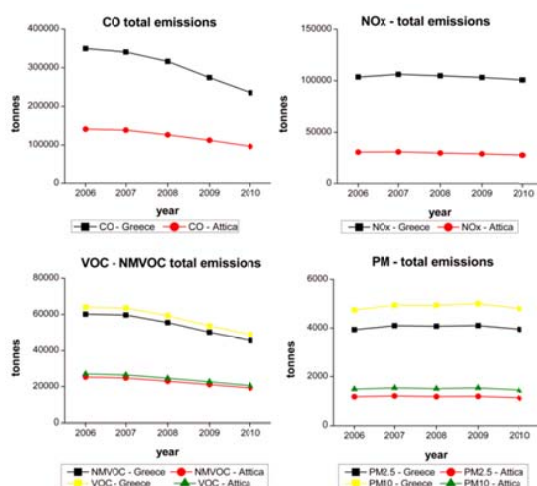 CO total emissions
400000
300000
200000
100000
0
tonnes
2006 2007 2008 2009 2010
year
CO - Greece CO - Attica
NOx - total emissions
150000
100000
50000
0
tonnes
2006 2007 2008 2009 2010
year
NOx - Greece NOx - Attica
VOC - NMVOC total emissions
80000
60000
40000
20000
0
tonnes
2006 2007 2008 2009 2010
year
NMVOC - Greece NMVOC - Attica
VOC - Greece VOC - Attica
PM - total emissions
6000
4000
2000
0
tonnes
2006 2007 2008 2009 2010
year
PM2.5 - Greece PM2.5 - Attica
PM10 - Greece PM10 - Attica